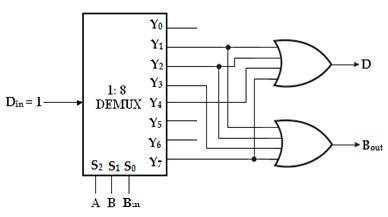 Y₀
Y₁
Y₂
Y₃
Y₄
Y₅
Y₆
Y₇
1: 8
DEMUX
Dᵢₙ = 1
S₂ S₁ S₀
A B Bᵢₙ
D
Bₒᵤₜ